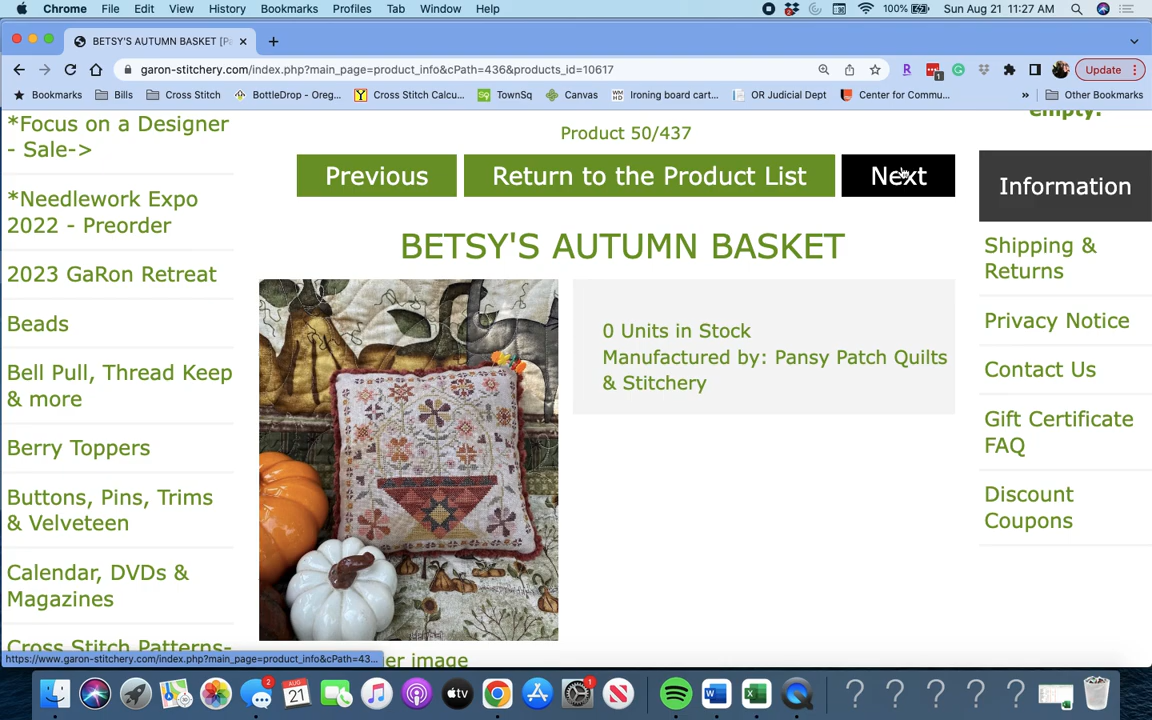 Chrome File Edit View History Bookmarks Profiles Tab Window Help 100% Sun Aug 21 11:27 AM
BETSY'S AUTUMN BASKET [Pa
garon-stitchery.com/index.php?main_page=product_info&cPath=436&products_id=10617
Update
Bookmarks Bills Cross Stitch BottleDrop - Oreg... Cross Stitch Calcu... TownSq Canvas Ironing board cart... OR Judicial Dept Center for Commu... » Other Bookmarks
*Focus on a Designer
- Sale->
*Needlework Expo
2022 - Preorder
2023 GaRon Retreat
Beads
Bell Pull, Thread Keep
& more
Berry Toppers
Buttons, Pins, Trims
& Velveteen
Calendar, DVDs &
Magazines
Cross Stitch Patterns-
https://www.garon-stitchery.com/index.php?main_page=product_info&cPath=43...
Product 50/437
Previous Return to the Product List Next
BETSY'S AUTUMN BASKET
0 Units in Stock
Manufactured by: Pansy Patch Quilts
& Stitchery
er image
empty.
Information
Shipping &
Returns
Privacy Notice
Contact Us
Gift Certificate
FAQ
Discount
Coupons
2
AUG
21
tv
1
W
X